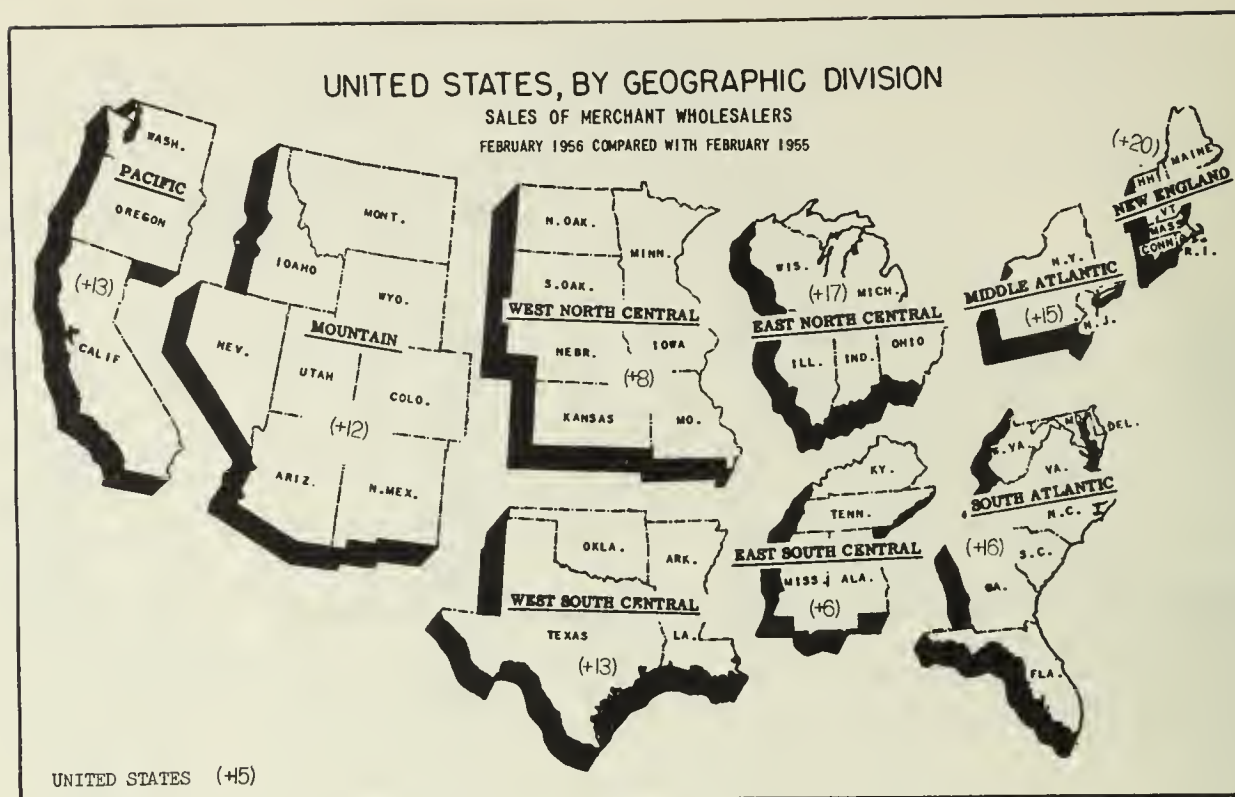 UNITED STATES, BY GEOGRAPHIC DIVISION
SALES OF MERCHANT WHOLESALERS
FEBRUARY 1956 COMPARED WITH FEBRUARY 1955
WASH.
PACIFIC
OREGON
(+13)
CALIF
MONT.
IOAHO
WYO.
MOUNTAIN
NEV.
UTAH
COLO.
(+12)
ARIZ.
N.MEX.
N.OAK.
MINN.
S.OAK.
WEST NORTH CENTRAL
NEBR.
IOWA
(+8)
KANSAS
MO.
WIS.
(+17)
MICH.
EAST NORTH CENTRAL
ILL.
IND.
OHIO
N.Y.
MIDDLE ATLANTIC
(+15)
N.J.
(+20)
MAINE
NEW ENGLAND
VT
MASS
CONN
R.I.
OKLA.
ARK.
WEST SOUTH CENTRAL
TEXAS
LA.
(+13)
KY.
TENN.
EAST SOUTH CENTRAL
MISS.
ALA.
(+6)
DEL.
W.VA
VA.
SOUTH ATLANTIC
N.C.
(+16)
S.C.
GA.
FLA.
UNITED STATES (+15)